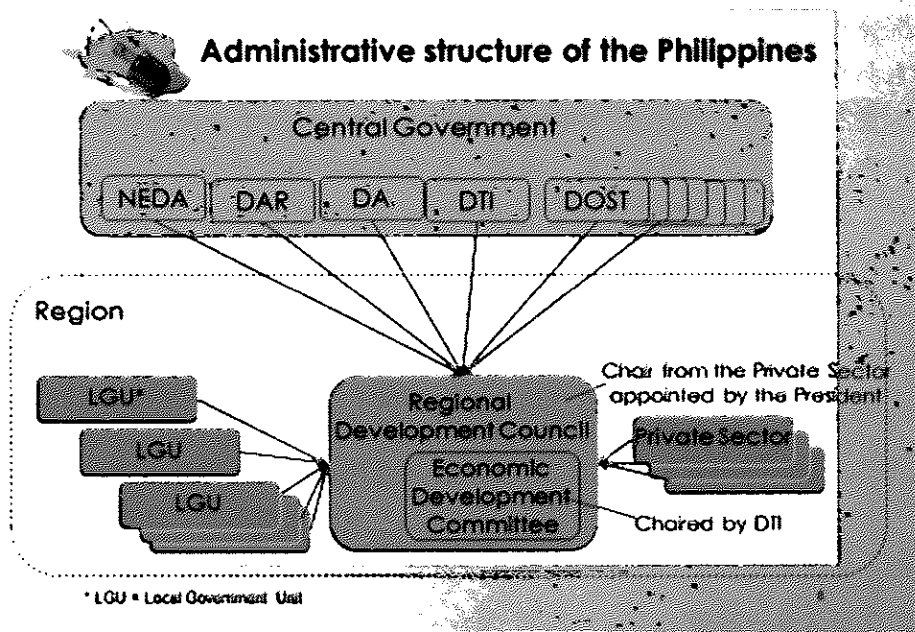 Administrative structure of the Philippines
Central Government
NEDA
DAR
DA
DTI
DOST
Region
LGU*
LGU
LGU
Regional
Development Council
Economic
Development
Committee
Chair from the Private Sector
appointed by the President
Private Sector
Chaired by DTI
* LGU = Local Government Unit